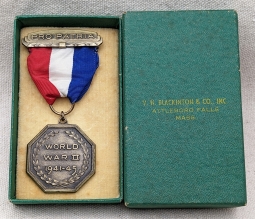 PRO PATRIA
WORLD
WAR II
1941-45
V. H. BLACKINTON & CO., INC.
ATTLEBORO FALLS
MASS.